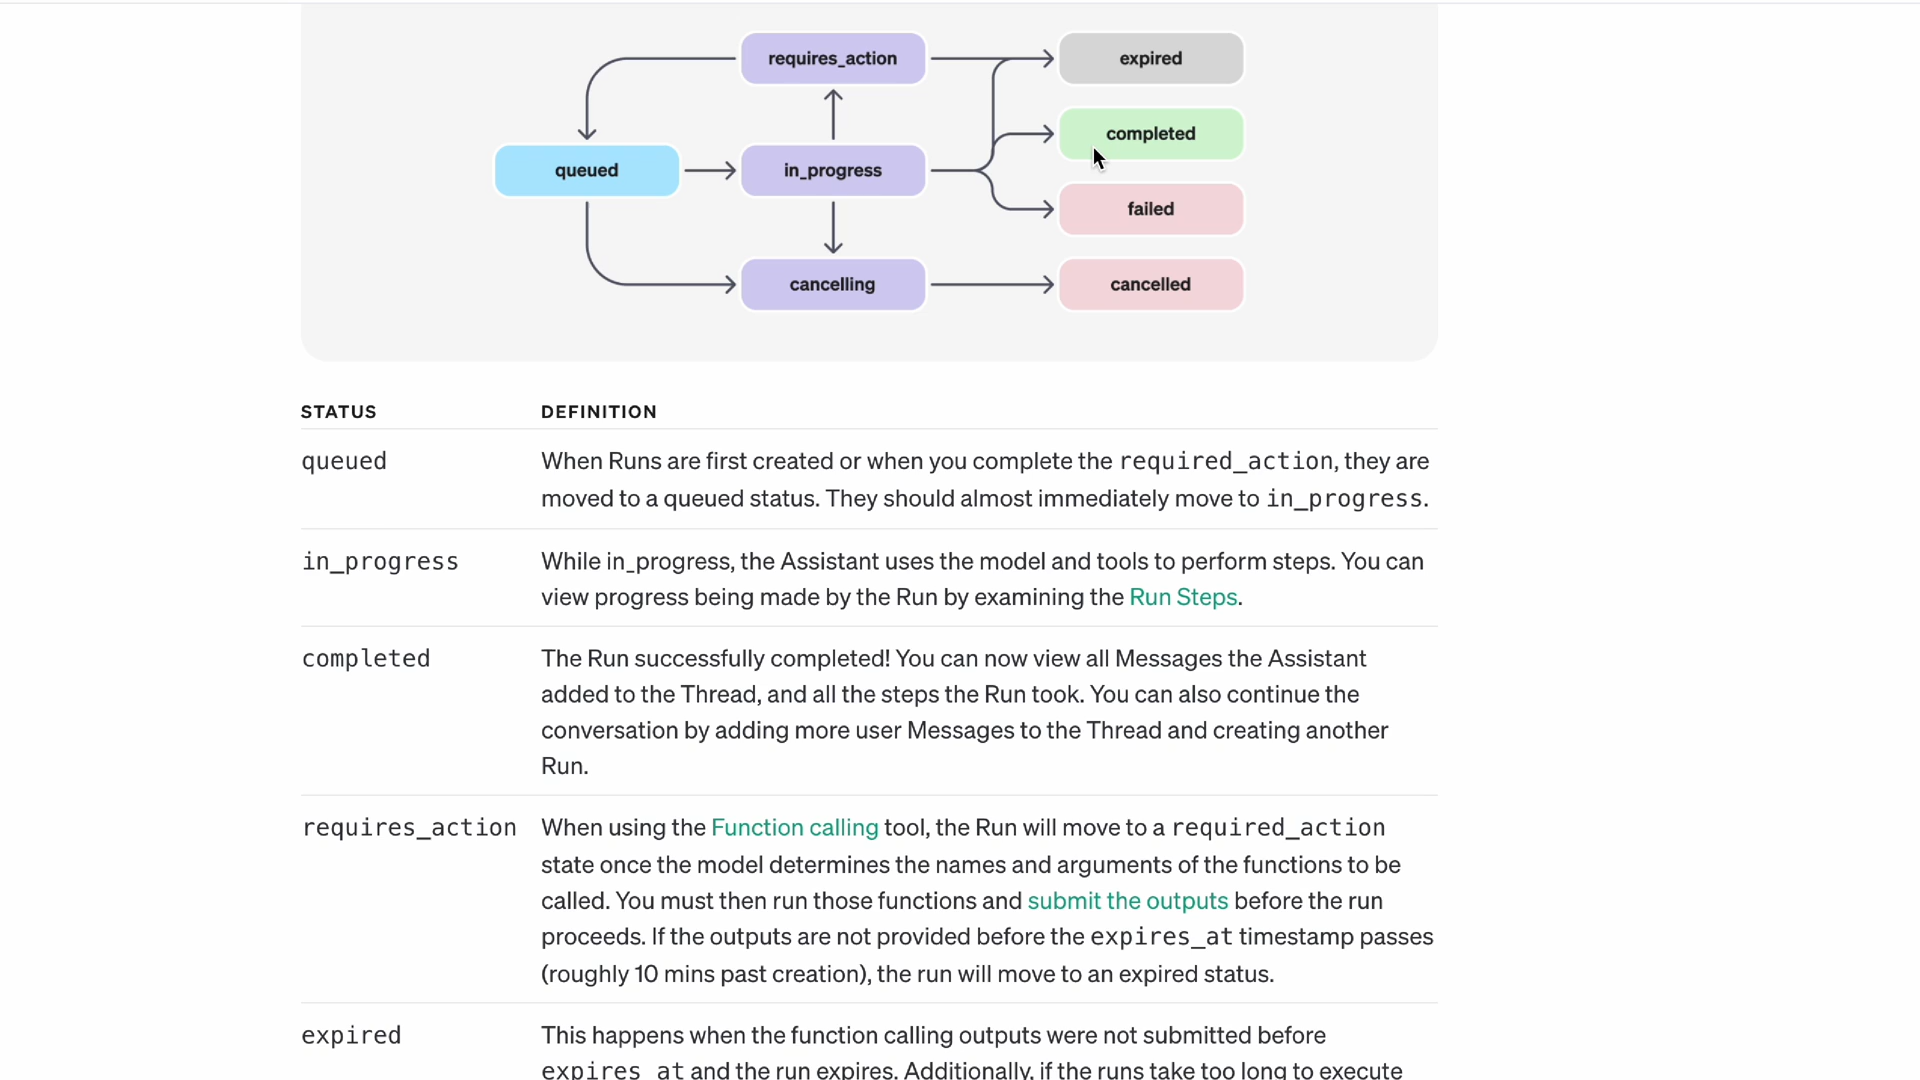 requires_action
expired
completed
queued
in_progress
failed
cancelling
cancelled
STATUS DEFINITION
queued When Runs are first created or when you complete the required_action, they are
moved to a queued status. They should almost immediately move to in_progress.
in_progress While in_progress, the Assistant uses the model and tools to perform steps. You can
view progress being made by the Run by examining the Run Steps.
completed The Run successfully completed! You can now view all Messages the Assistant
added to the Thread, and all the steps the Run took. You can also continue the
conversation by adding more user Messages to the Thread and creating another
Run.
requires_action When using the Function calling tool, the Run will move to a required_action
state once the model determines the names and arguments of the functions to be
called. You must then run those functions and submit the outputs before the run
proceeds. If the outputs are not provided before the expires_at timestamp passes
(roughly 10 mins past creation), the run will move to an expired status.
expired This happens when the function calling outputs were not submitted before
expires_at and the run expires. Additionally, if the runs take too long to execute